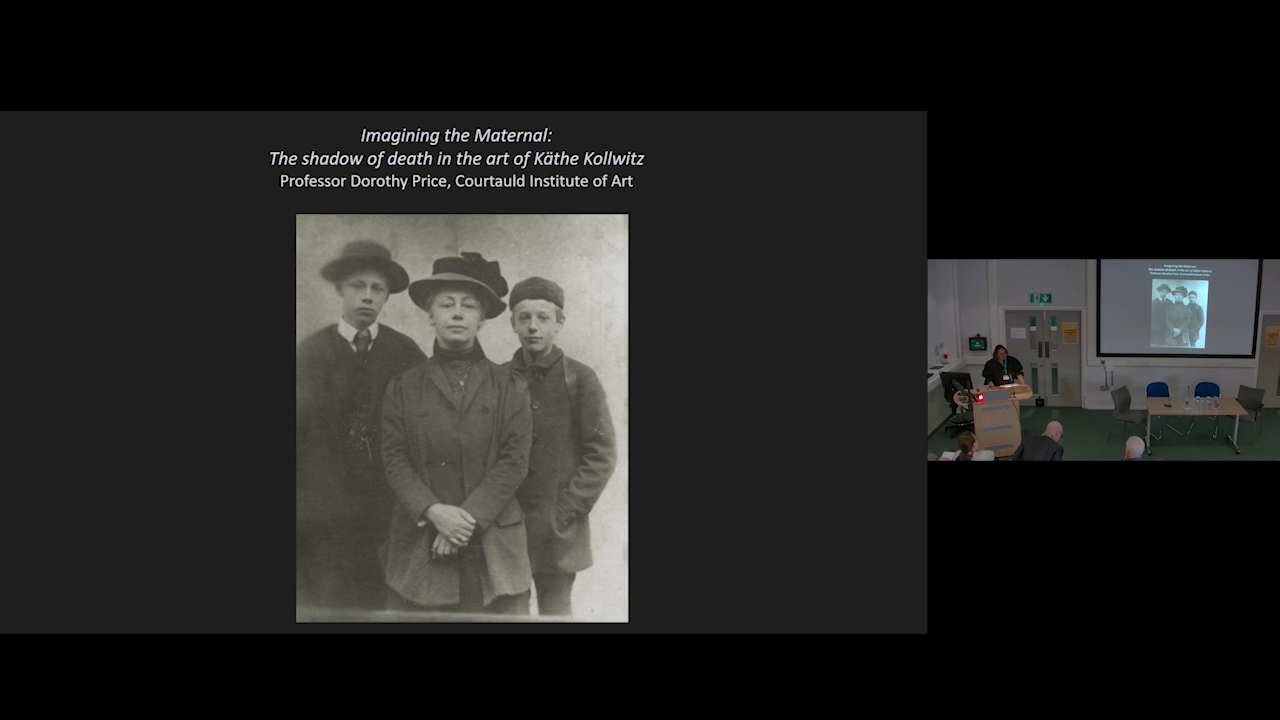 Imagining the Maternal:
The shadow of death in the art of Käthe Kollwitz
Professor Dorothy Price, Courtauld Institute of Art